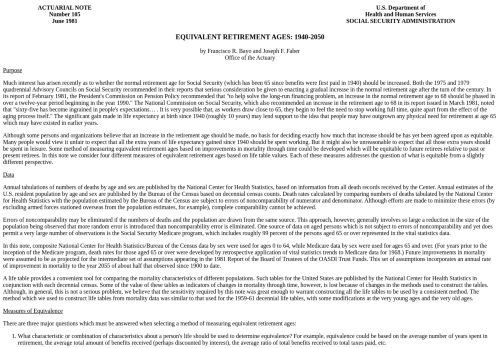 ACTUARIAL NOTE
Number 105
June 1981
U.S. Department of
Health and Human Services
SOCIAL SECURITY ADMINISTRATION
EQUIVALENT RETIREMENT AGES: 1940-2050
by Francisco R. Bayo and Joseph F. Faber
Office of the Actuary
Purpose
Much interest has arisen recently as to whether the normal retirement age for Social Security (which has been 65 since benefits were first paid in 1940) should be increased. Both the 1975 and 1979
quadrennial Advisory Councils on Social Security recommended in their reports that serious consideration be given to enacting a gradual increase in the normal retirement age after the turn of the century. In
its report of February 1981, the President's Commission on Pension Policy recommended that "to help solve the long-run financing problem, an increase in the normal retirement age to 68 should be phased in
over a twelve-year period beginning in the year 1990." The National Commission on Social Security, which also recommended an increase in the retirement age to 68 in its report issued in March 1981, noted
that "sixty-five has become ingrained in people's expectations. . . . It is very possible that, as workers draw close to 65, they begin to feel the need to stop working full time, quite apart from the effect of the
aging process itself." The significant gain made in life expectancy at birth since 1940 (roughly 10 years) may lend support to the idea that people may have outgrown any physical need for retirement at age 65
which may have existed in earlier years.
Although some persons and organizations believe that an increase in the retirement age should be made, no basis for deciding exactly how much that increase should be has yet been agreed upon as equitable.
Many people would view it unfair to expect that all the extra years of life expectancy gained since 1940 should be spent working. But it might also be unreasonable to expect that all those extra years should
be spent in leisure. Some method of measuring equivalent retirement ages based on improvements in mortality through time could be developed which will be equitable to future retirees relative to past or
present retirees. In this note we consider four different measures of equivalent retirement ages based on life table values. Each of these measures addresses the question of what is equitable from a slightly
different perspective.
Data
Annual tabulations of numbers of deaths by age and sex are published by the National Center for Health Statistics, based on information from all death records received by the Center. Annual estimates of the
U.S. resident population by age and sex are published by the Bureau of the Census based on decennial census counts. Death rates calculated by comparing numbers of deaths tabulated by the National Center
for Health Statistics with the population estimated by the Bureau of the Census are subject to errors of noncomparability of numerator and denominator. Although efforts are made to minimize these errors (by
excluding armed forces stationed overseas from the population estimates, for example), complete comparability cannot be achieved.
Errors of noncomparability may be eliminated if the numbers of deaths and the population are drawn from the same source. This approach, however, generally involves so large a reduction in the size of the
population being observed that more random error is introduced than noncomparability error is eliminated. One source of data on aged persons which is not subject to errors of noncomparability and yet does
permit a very large number of observations is the Social Security Medicare program, which includes roughly 99 percent of the persons aged 65 or over represented in the vital statistics data.
In this note, composite National Center for Health Statistics/Bureau of the Census data by sex were used for ages 0 to 64, while Medicare data by sex were used for ages 65 and over. (For years prior to the
inception of the Medicare program, death rates for those aged 65 or over were developed by retrospective application of vital statistics trends to Medicare data for 1968.) Future improvements in mortality
were assumed to be as projected for the intermediate set of assumptions appearing in the 1981 Report of the Board of Trustees of the OASDI Trust Funds. This set of assumptions incorporates an annual rate
of improvement in mortality to the year 2055 of about half that observed since 1900 to date.
A life table provides a convenient tool for comparing the mortality characteristics of different populations. Such tables for the United States are published by the National Center for Health Statistics in
conjunction with each decennial census. Some of the value of these tables as indicators of changes in mortality through time, however, is lost because of changes in the methods used to construct the tables.
Although, in general, this is not a serious problem, we believe that the sensitivity required by this note was great enough to warrant constructing all the life tables to be used by a consistent method. The
method which we used to construct life tables from mortality data was similar to that used for the 1959-61 decennial life tables, with some modifications at the very young ages and the very old ages.
Measures of Equivalence
There are three major questions which must be answered when selecting a method of measuring equivalent retirement ages:
1. What characteristic or combination of characteristics about a person's life should be used to determine equivalence? For example, equivalence could be based on the average number of years spent in
retirement, the total average amount of benefits received (perhaps discounted by interest), the average ratio of total benefits received to total taxes paid, etc.